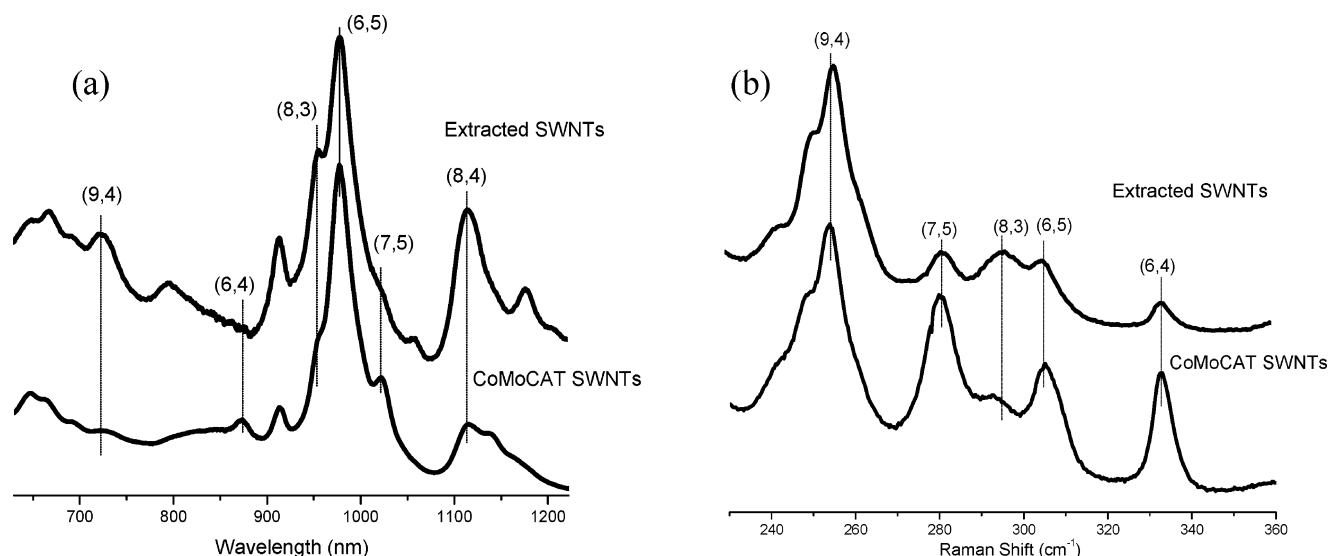 (a)
(6,5)
(8,3)
Extracted SWNTs
(9,4)
(8,4)
(6,4)
(7,5)
CoMoCAT SWNTs
700 800 900 1000 1100 1200
Wavelength (nm)
(b)
(9,4)
Extracted SWNTs
(7,5)
(8,3)
(6,5)
(6,4)
CoMoCAT SWNTs
240 260 280 300 320 340 360
Raman Shift (cm⁻¹)